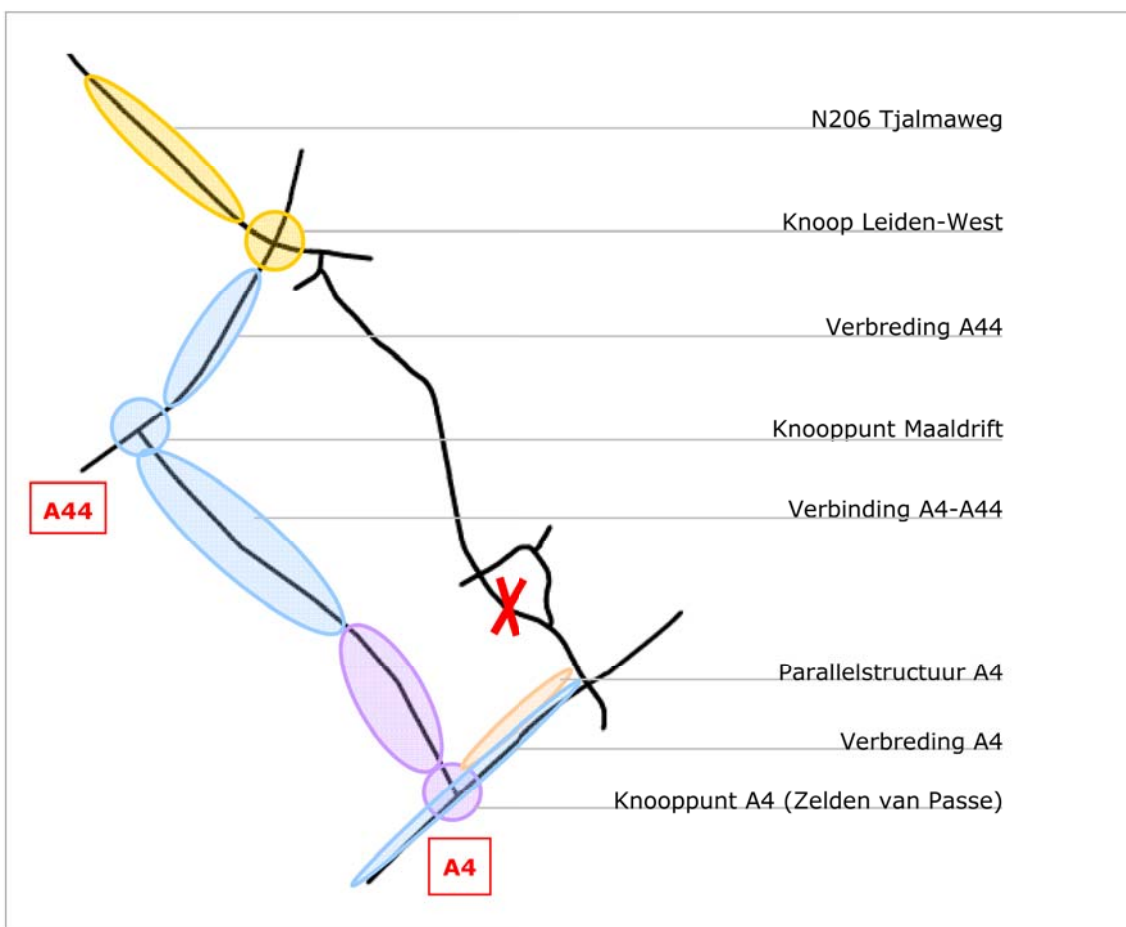 N206 Tjalmaweg
Knoop Leiden-West
Verbreding A44
Knooppunt Maaldrift
A44
Verbinding A4-A44
Parallelstructuur A4
Verbreding A4
Knooppunt A4 (Zelden van Passe)
A4